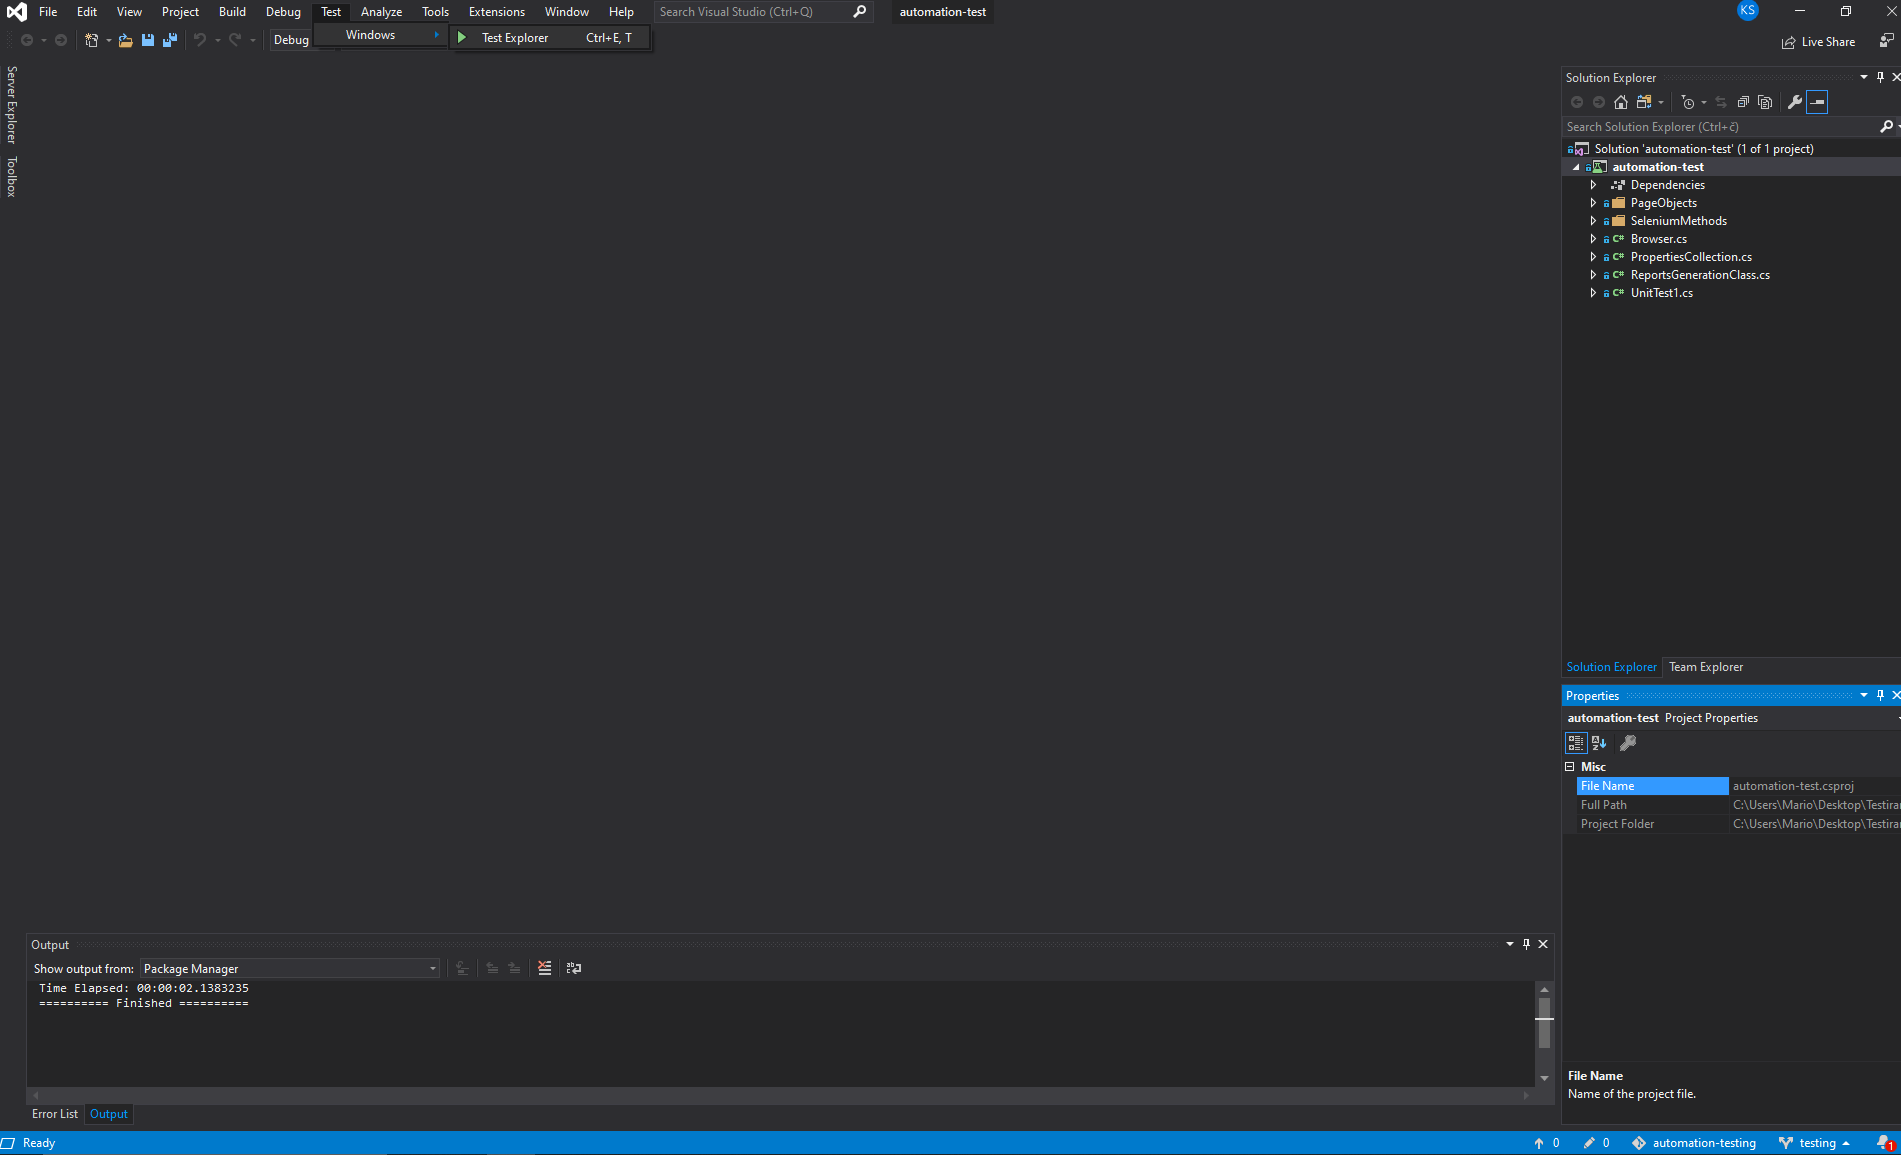 File Edit View Project Build Debug Test Analyze Tools Extensions Window Help Search Visual Studio (Ctrl+Q) automation-test KS
Debug Windows Test Explorer Ctrl+E, T Live Share
Server Explorer
Toolbox
Solution Explorer
Search Solution Explorer (Ctrl+č)
Solution 'automation-test' (1 of 1 project)
automation-test
Dependencies
PageObjects
SeleniumMethods
C# Browser.cs
C# PropertiesCollection.cs
C# ReportsGenerationClass.cs
C# UnitTest1.cs
Solution Explorer Team Explorer
Properties
automation-test Project Properties
Misc
File Name automation-test.csproj
Full Path C:\Users\Mario\Desktop\Testira
Project Folder C:\Users\Mario\Desktop\Testira
File Name
Name of the project file.
Output
Show output from: Package Manager
Time Elapsed: 00:00:02.1383235
========== Finished ==========
Error List Output
Ready 0 0 automation-testing testing 1